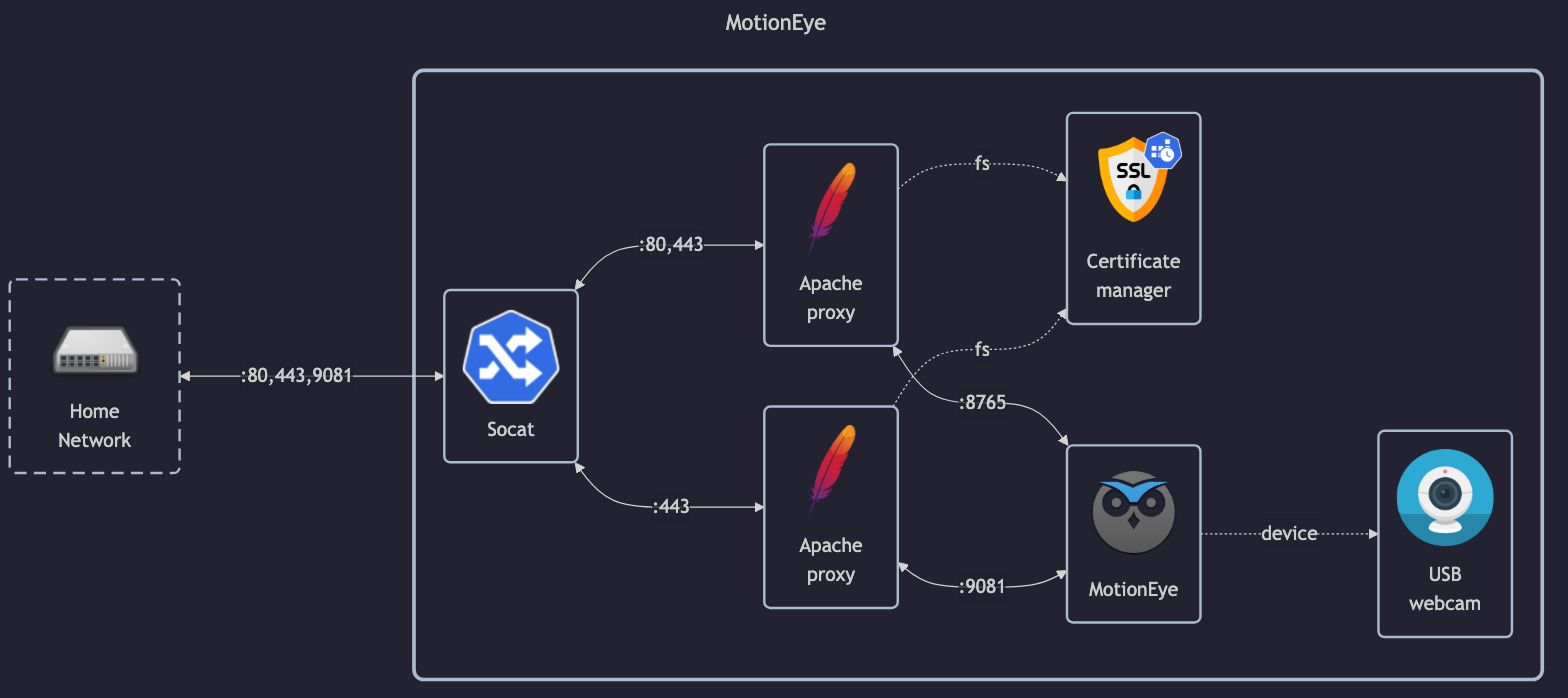 MotionEye
Home
Network
:80,443,9081
Socat
:80,443
:443
Apache
proxy
Apache
proxy
fs
fs
:8765
:9081
SSL
Certificate
manager
MotionEye
device
USB
webcam